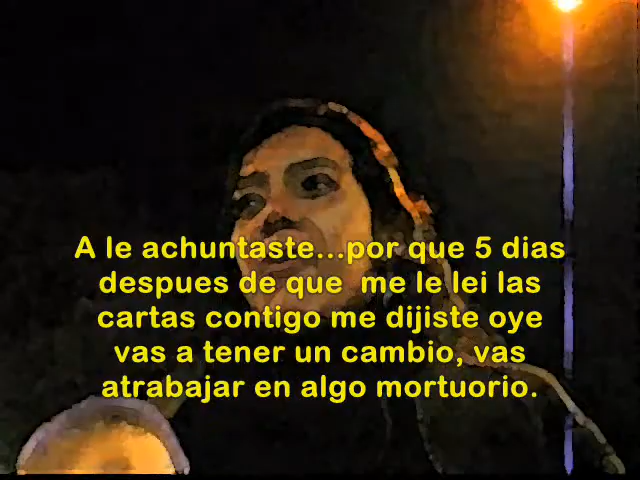 A le achuntaste...por que 5 dias
despues de que  me le lei las
cartas contigo me dijiste oye
vas a tener un cambio, vas
atrabajar en algo mortuorio.